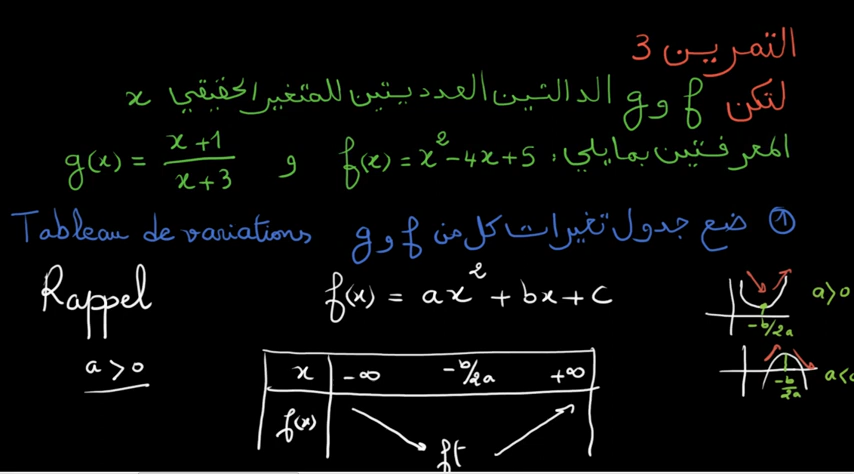 التمرين 3
لتكن f و g الدالتين العدديتين للمتغير الحقيقي x
المعرفتين بمايلي: f(x) = x² - 4x + 5 و g(x) = (x+1)/(x+3)
① ضع جدول تغيرات كل من f و g Tableau de variations
Rappel f(x) = ax² + bx + c
a > 0
x -∞ -b/2a +∞
f(x) f(-
-b/2a a>0
-b/2a a<0